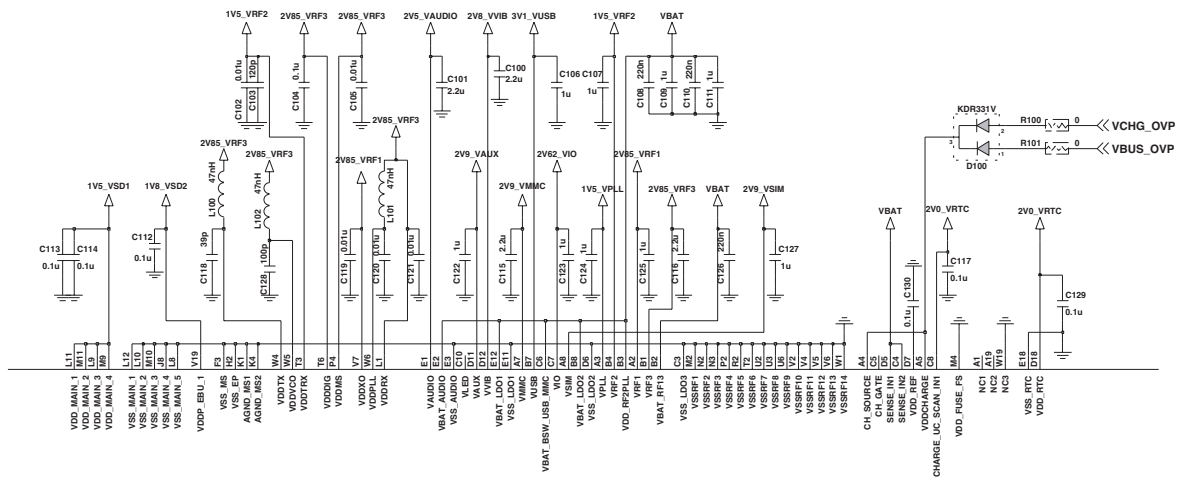 1V5_VRF2
2V85_VRF3
2V85_VRF3
2V5_VAUDIO
2V8_VVIB
3V1_VUSB
1V5_VRF2
VBAT
0.01u
120p
C102
C103
0.1u
C104
0.01u
C105
C101
2.2u
C100
2.2u
C106
1u
C107
1u
220n
C108
1u
C109
220n
C110
1u
C111
KDR331V
2
3
1
D100
R100
0
VCHG_OVP
R101
0
VBUS_OVP
2V85_VRF3
2V85_VRF3
2V85_VRF3
2V85_VRF1
2V9_VAUX
2V62_VIO
2V85_VRF1
47nH
L100
47nH
L102
47nH
L101
1V5_VSD1
1V8_VSD2
2V9_VMMC
1V5_VPLL
2V85_VRF3
VBAT
2V9_VSIM
VBAT
2V0_VRTC
2V0_VRTC
C113
0.1u
C114
0.1u
C112
0.1u
39p
C118
100p
C128
0.01u
C119
0.01u
C120
0.01u
C121
1u
C122
2.2u
C115
1u
C123
1u
C124
1u
C125
2.2u
C116
220n
C126
C127
1u
C130
0.1u
C117
0.1u
C129
0.1u
L11
M11
L9
M9
L12
L10
M10
J8
L8
V19
F3
H2
K1
K4
W4
W5
T3
T6
P4
V7
W6
L1
E1
E2
E3
C10
D11
D12
E12
E11
A7
B7
C6
C7
A8
B8
D6
A3
B4
B3
A2
B1
B2
C3
M2
N2
N3
P2
R2
T2
U2
U3
U6
V2
V4
V5
V6
W1
A4
C5
D5
C4
D7
A5
C8
M4
A1
A19
W19
E18
D18
VDD_MAIN_1
VDD_MAIN_2
VDD_MAIN_3
VDD_MAIN_4
VSS_MAIN_1
VSS_MAIN_2
VSS_MAIN_3
VSS_MAIN_4
VSS_MAIN_5
VDDP_EBU_1
VSS_MS
VSS_EP
AGND_MS1
AGND_MS2
VDDTX
VDDVCO
VDDTRX
VDDDIG
VDDMS
VDDXO
VDDPLL
VDDRX
VAUDIO
VBAT_AUDIO
VSS_AUDIO
VLED
VAUX
VVIB
VBAT_LDO1
VSS_LDO1
VMMC
VUSB
VBAT_BSW_USB_MMC
VIO
VSIM
VBAT_LDO2
VSS_LDO2
VPLL
VRF2
VDD_RF2PLL
VRF1
VRF3
VBAT_RF13
VSS_LDO3
VSSRF1
VSSRF2
VSSRF3
VSSRF4
VSSRF5
VSSRF6
VSSRF7
VSSRF8
VSSRF9
VSSRF10
VSSRF11
VSSRF12
VSSRF13
VSSRF14
CH_SOURCE
CH_GATE
SENSE_IN1
SENSE_IN2
VDD_REF
VDDCHARGE
CHARGE_UC_SCAN_IN1
VDD_FUSE_FS
NC1
NC2
NC3
VSS_RTC
VDD_RTC